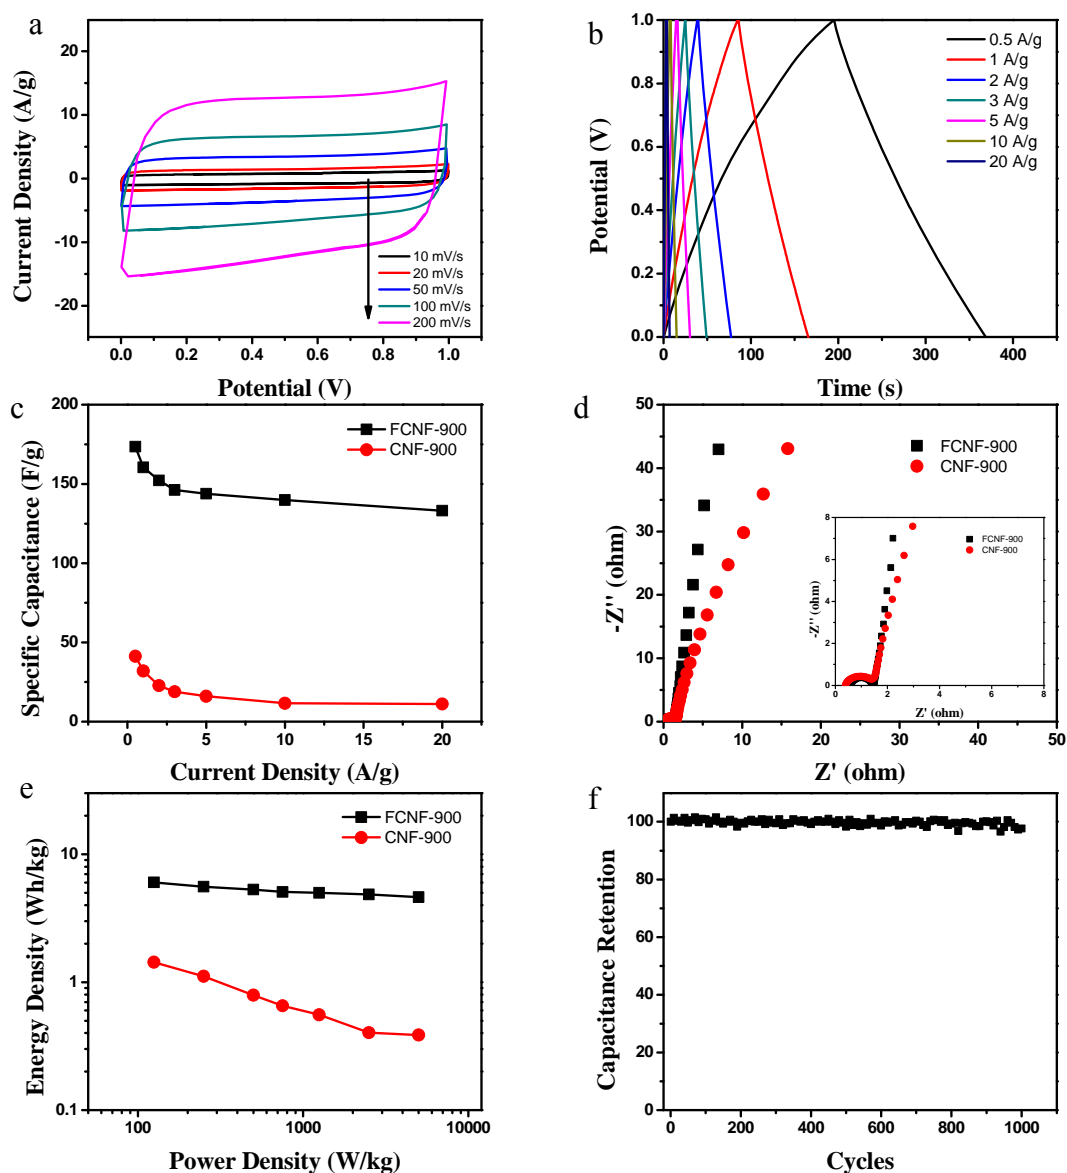 a
Current Density (A/g)
20
10
0
-10
-20
0.0 0.2 0.4 0.6 0.8 1.0
Potential (V)
10 mV/s
20 mV/s
50 mV/s
100 mV/s
200 mV/s
b
Potential (V)
1.0
0.8
0.6
0.4
0.2
0.0
0 100 200 300 400
Time (s)
0.5 A/g
1 A/g
2 A/g
3 A/g
5 A/g
10 A/g
20 A/g
c
Specific Capacitance (F/g)
200
150
100
50
0
0 5 10 15 20
Current Density (A/g)
FCNF-900
CNF-900
d
-Z'' (ohm)
50
40
30
20
10
0
0 10 20 30 40 50
Z' (ohm)
FCNF-900
CNF-900
-Z'' (ohm)
8
6
4
2
0
0 2 4 6 8
Z' (ohm)
FCNF-900
CNF-900
e
Energy Density (Wh/kg)
10
1
0.1
100 1000 10000
Power Density (W/kg)
FCNF-900
CNF-900
f
Capacitance Retention
100
80
60
40
20
0
0 200 400 600 800 1000
Cycles